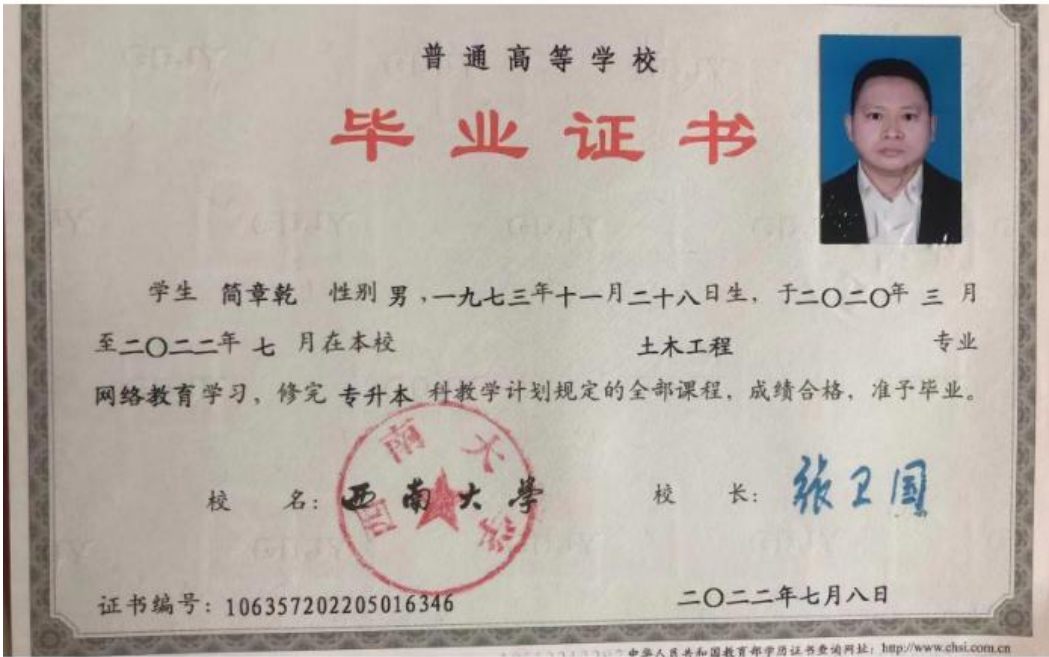 普通高等学校
毕业证书
学生 简章乾 性别 男，一九七三年十一月二十八日生，于二〇二〇年 三 月
至二〇二二年 七 月在本校 土木工程 专业
网络教育学习，修完 专升本 科教学计划规定的全部课程，成绩合格，准予毕业。
校 名：西南大学 校 长：张卫国
西南大学
证书编号：106357202205016346 二〇二二年七月八日
中华人民共和国教育部学历证书查询网址：http://www.chsi.com.cn